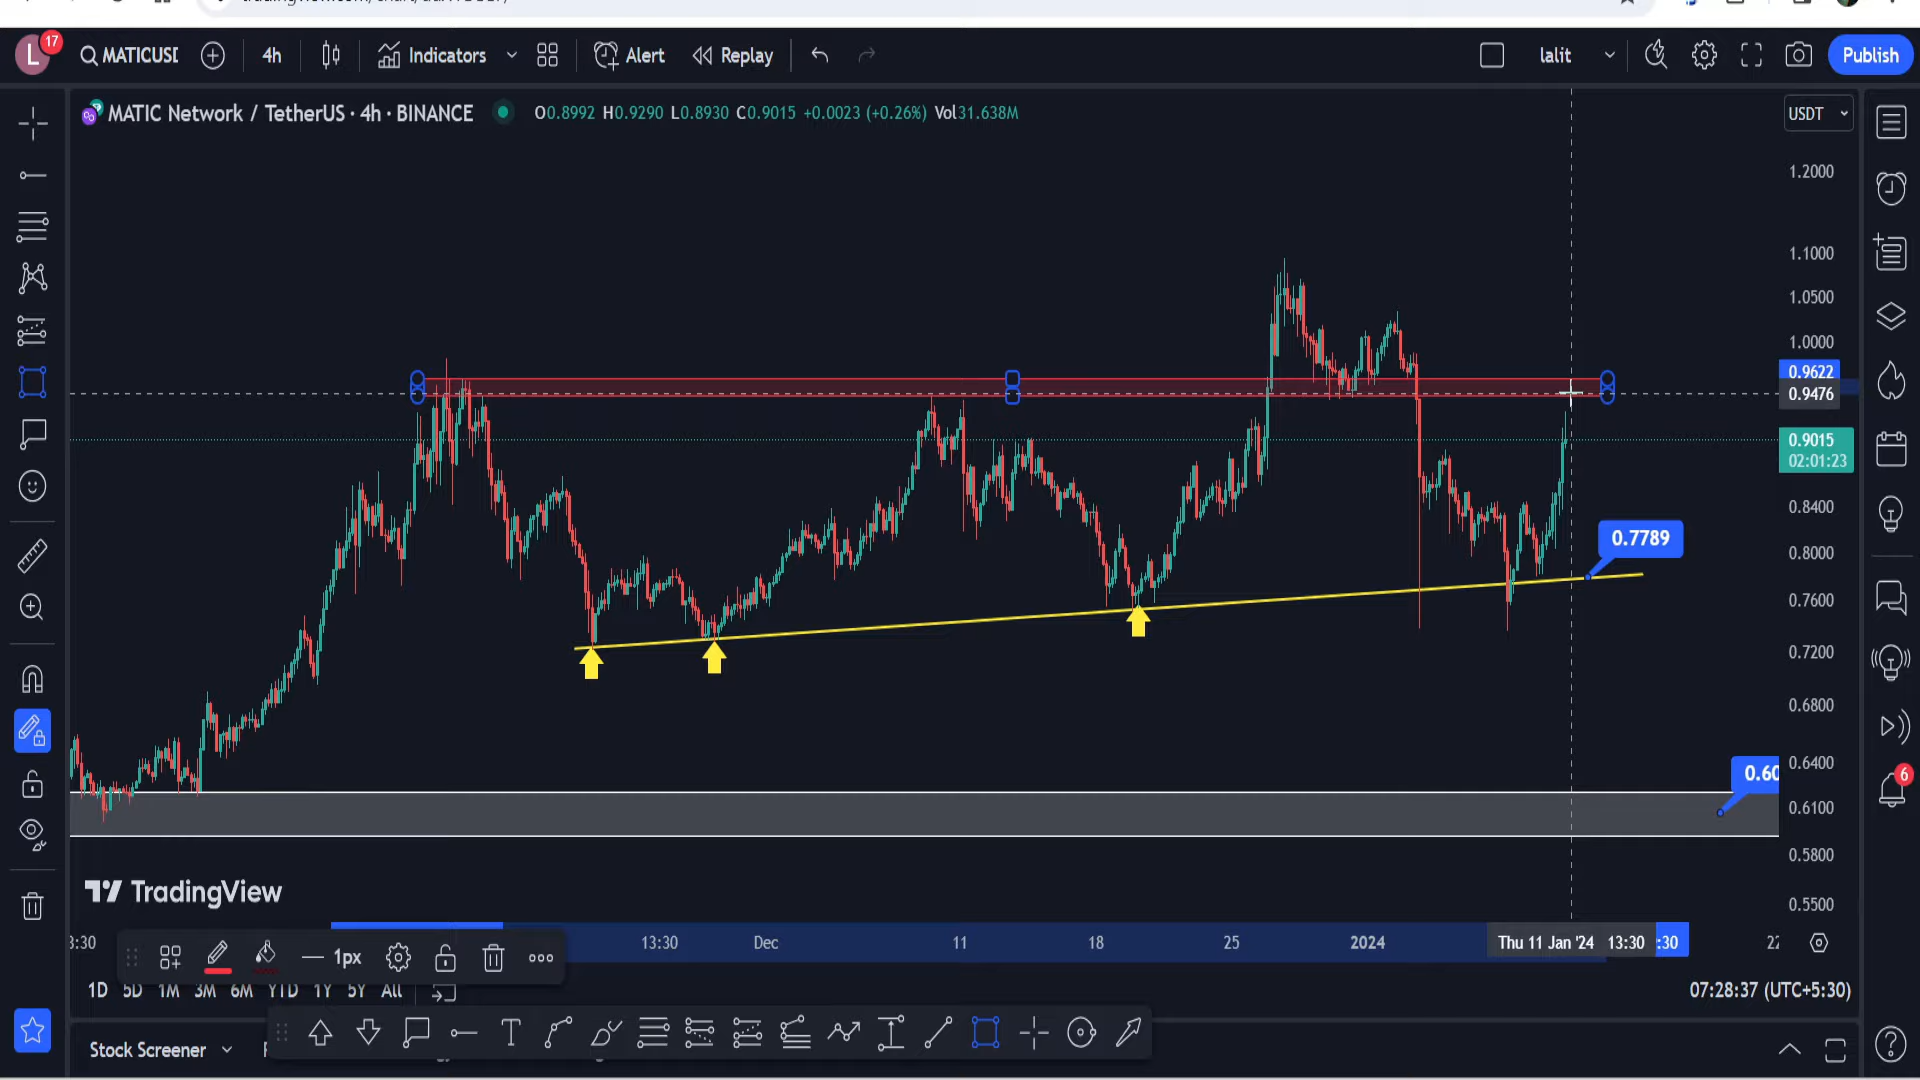 L
17
MATICUSD
4h
Indicators
Alert
Replay
lalit
Publish
MATIC Network / TetherUS · 4h · BINANCE
O0.8992 H0.9290 L0.8930 C0.9015 +0.0023 (+0.26%) Vol31.638M
USDT
1.2000
1.1000
1.0500
1.0000
0.9622
0.9476
0.9015
02:01:23
0.8400
0.7789
0.8000
0.7600
0.7200
0.6800
0.60
0.6400
6
0.6100
0.5800
TradingView
0.5500
3:30
13:30
Dec
11
18
25
2024
Thu 11 Jan '24 13:30
:30
22
1px
1D 5D 1M 3M 6M YTD 1Y 5Y All
07:28:37 (UTC+5:30)
T
Stock Screener